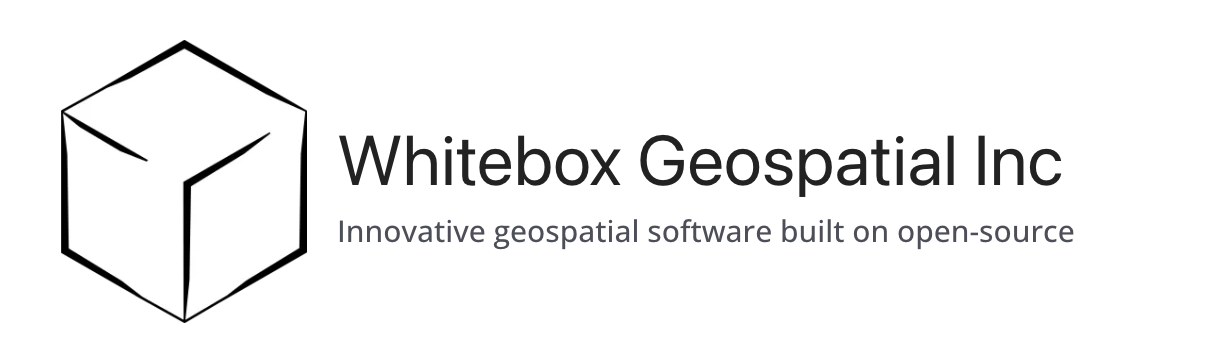 Whitebox Geospatial Inc
Innovative geospatial software built on open-source